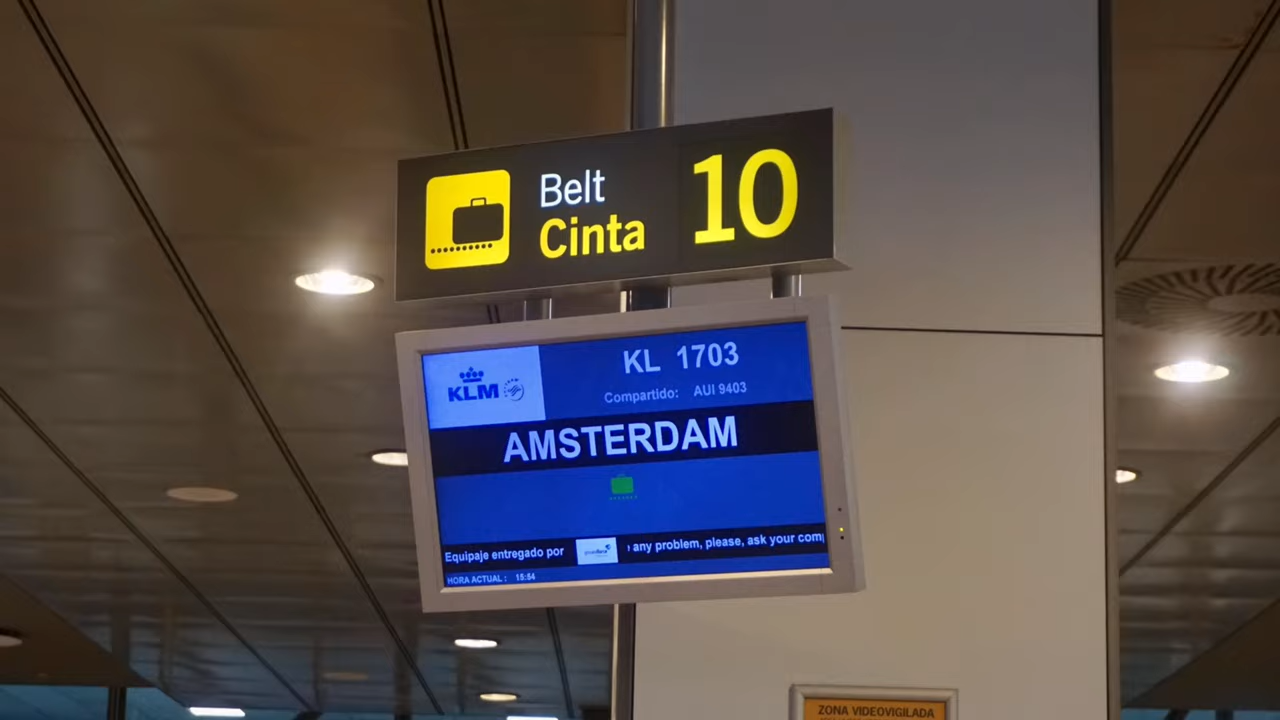 Belt
Cinta
10
KL 1703
KLM
Compartido: AUI 9403
AMSTERDAM
Equipaje entregado por
any problem, please, ask your com
HORA ACTUAL : 15:54
ZONA VIDEOVIGILADA